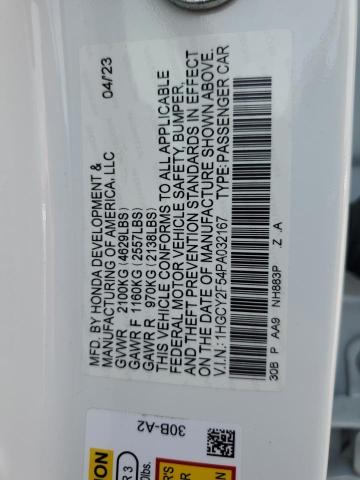 MFD. BY HONDA DEVELOPMENT &
MANUFACTURING OF AMERICA, LLC 04/23
GVWR 2100KG (4629LBS)
GAWR F 1160KG (2557LBS)
GAWR R 970KG (2138LBS)
THIS VEHICLE CONFORMS TO ALL APPLICABLE
FEDERAL MOTOR VEHICLE SAFETY, BUMPER,
AND THEFT PREVENTION STANDARDS IN EFFECT
ON THE DATE OF MANUFACTURE SHOWN ABOVE.
V.I.N.: 1HGCY2F54PA032167 TYPE: PASSENGER CAR
30B P AA9 NH883P Z .A
30B-A2